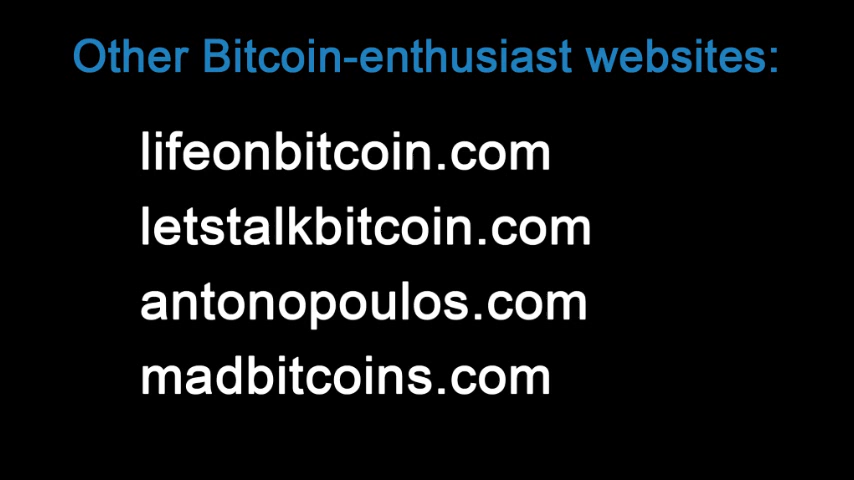 Other Bitcoin-enthusiast websites:
lifeonbitcoin.com
letstalkbitcoin.com
antonopoulos.com
madbitcoins.com